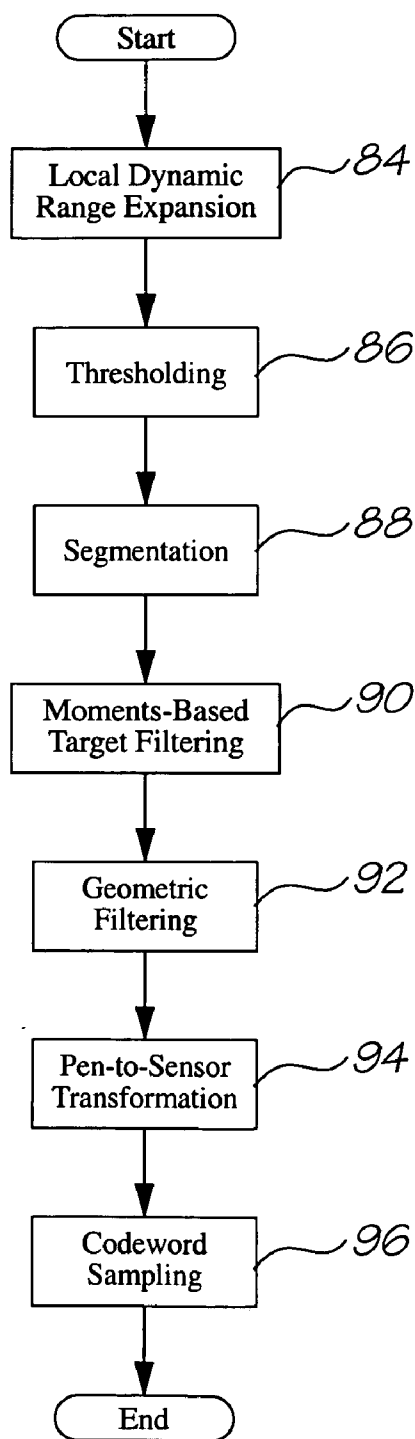 Start
84
Local Dynamic
Range Expansion
86
Thresholding
88
Segmentation
90
Moments-Based
Target Filtering
92
Geometric
Filtering
94
Pen-to-Sensor
Transformation
96
Codeword
Sampling
End